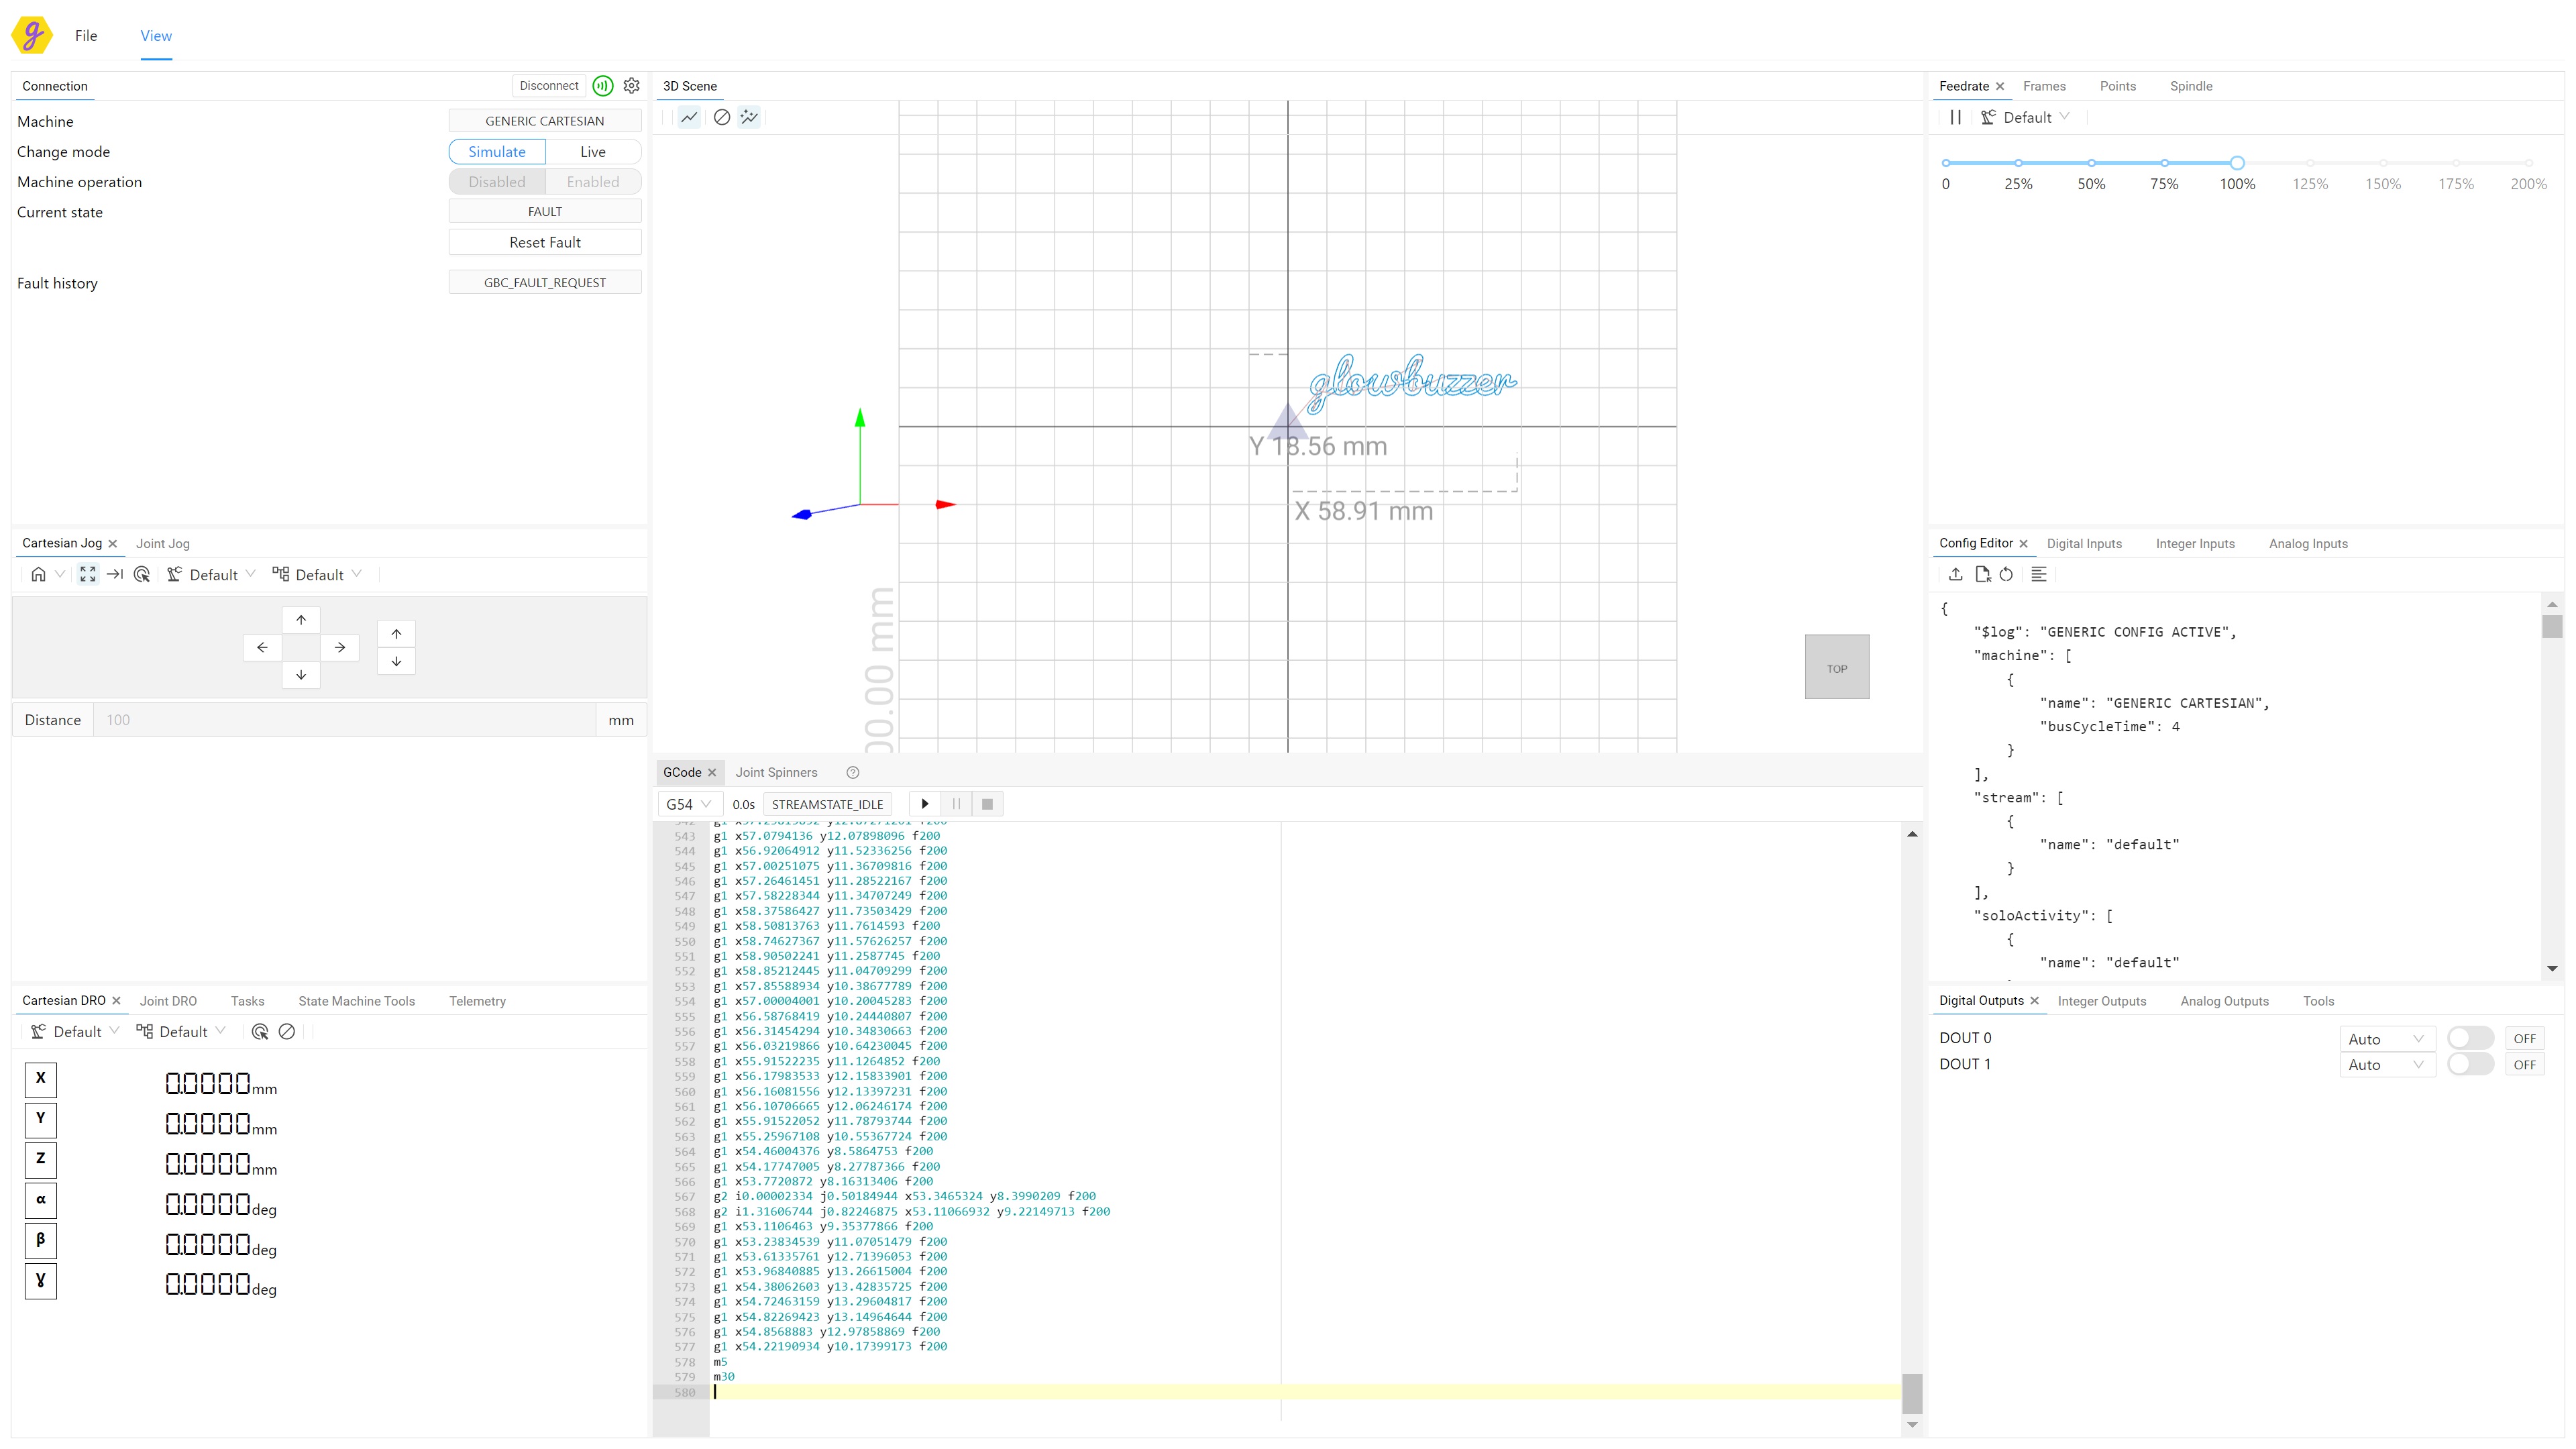 g File View
Connection Disconnect
Machine GENERIC CARTESIAN
Change mode Simulate Live
Machine operation Disabled Enabled
Current state FAULT
Reset Fault
Fault history GBC_FAULT_REQUEST
Cartesian Jog Joint Jog
Default Default
Distance 100 mm
Cartesian DRO Joint DRO Tasks State Machine Tools Telemetry
Default Default
X 0.0000 mm
Y 0.0000 mm
Z 0.0000 mm
α 0.0000 deg
β 0.0000 deg
γ 0.0000 deg
3D Scene
glowbuzzer
Y 18.56 mm
X 58.91 mm
00.00 mm
TOP
GCode Joint Spinners
G54 0.0s STREAMSTATE_IDLE
543 g1 x57.0794136 y12.07898096 f200
544 g1 x56.92064912 y11.52336256 f200
545 g1 x57.00251075 y11.36709816 f200
546 g1 x57.26461451 y11.28522167 f200
547 g1 x57.58228344 y11.34707249 f200
548 g1 x58.37586427 y11.73503429 f200
549 g1 x58.50813763 y11.7614593 f200
550 g1 x58.74627367 y11.57626257 f200
551 g1 x58.90502241 y11.2587745 f200
552 g1 x58.85212445 y11.04709299 f200
553 g1 x57.85588934 y10.38677789 f200
554 g1 x57.00004001 y10.20045283 f200
555 g1 x56.58768419 y10.24440807 f200
556 g1 x56.31454294 y10.34830663 f200
557 g1 x56.03219866 y10.64230045 f200
558 g1 x55.91522235 y11.1264852 f200
559 g1 x56.17983533 y12.15833901 f200
560 g1 x56.16081556 y12.13397231 f200
561 g1 x56.10706665 y12.06246174 f200
562 g1 x55.91522052 y11.78793744 f200
563 g1 x55.25967108 y10.55367724 f200
564 g1 x54.46004376 y8.5864753 f200
565 g1 x54.17747005 y8.27787366 f200
566 g1 x53.7720872 y8.16313406 f200
567 g2 i0.00002334 j0.50184944 x53.3465324 y8.3990209 f200
568 g2 i1.31606744 j0.82246875 x53.11066932 y9.22149713 f200
569 g1 x53.1106463 y9.35377866 f200
570 g1 x53.23834539 y11.07051479 f200
571 g1 x53.61335761 y12.71396053 f200
572 g1 x53.96840885 y13.26615004 f200
573 g1 x54.38062603 y13.42835725 f200
574 g1 x54.72463159 y13.29604817 f200
575 g1 x54.82269423 y13.14964644 f200
576 g1 x54.8568883 y12.97858869 f200
577 g1 x54.22190934 y10.17399173 f200
578 m5
579 m30
580
Feedrate Frames Points Spindle
Default
0 25% 50% 75% 100% 125% 150% 175% 200%
Config Editor Digital Inputs Integer Inputs Analog Inputs
{
"$log": "GENERIC CONFIG ACTIVE",
"machine": [
{
"name": "GENERIC CARTESIAN",
"busCycleTime": 4
}
],
"stream": [
{
"name": "default"
}
],
"soloActivity": [
{
"name": "default"
Digital Outputs Integer Outputs Analog Outputs Tools
DOUT 0 Auto OFF
DOUT 1 Auto OFF